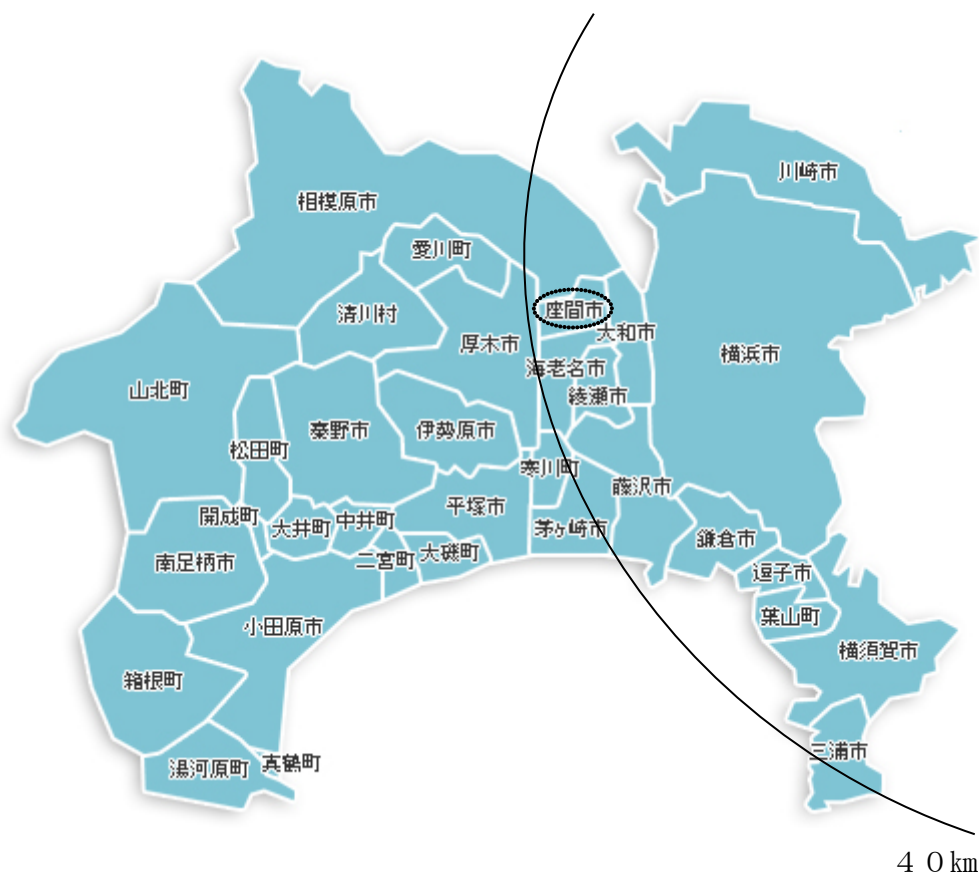 川崎市
相模原市
愛川町
座間市
清川村
大和市
厚木市
横浜市
海老名市
山北町
綾瀬市
秦野市
伊勢原市
松田町
寒川町
藤沢市
平塚市
開成町
大井町
中井町
茅ヶ崎市
鎌倉市
二宮町
大磯町
南足柄市
逗子市
葉山町
小田原市
横須賀市
箱根町
三浦市
湯河原町
真鶴町
４０㎞